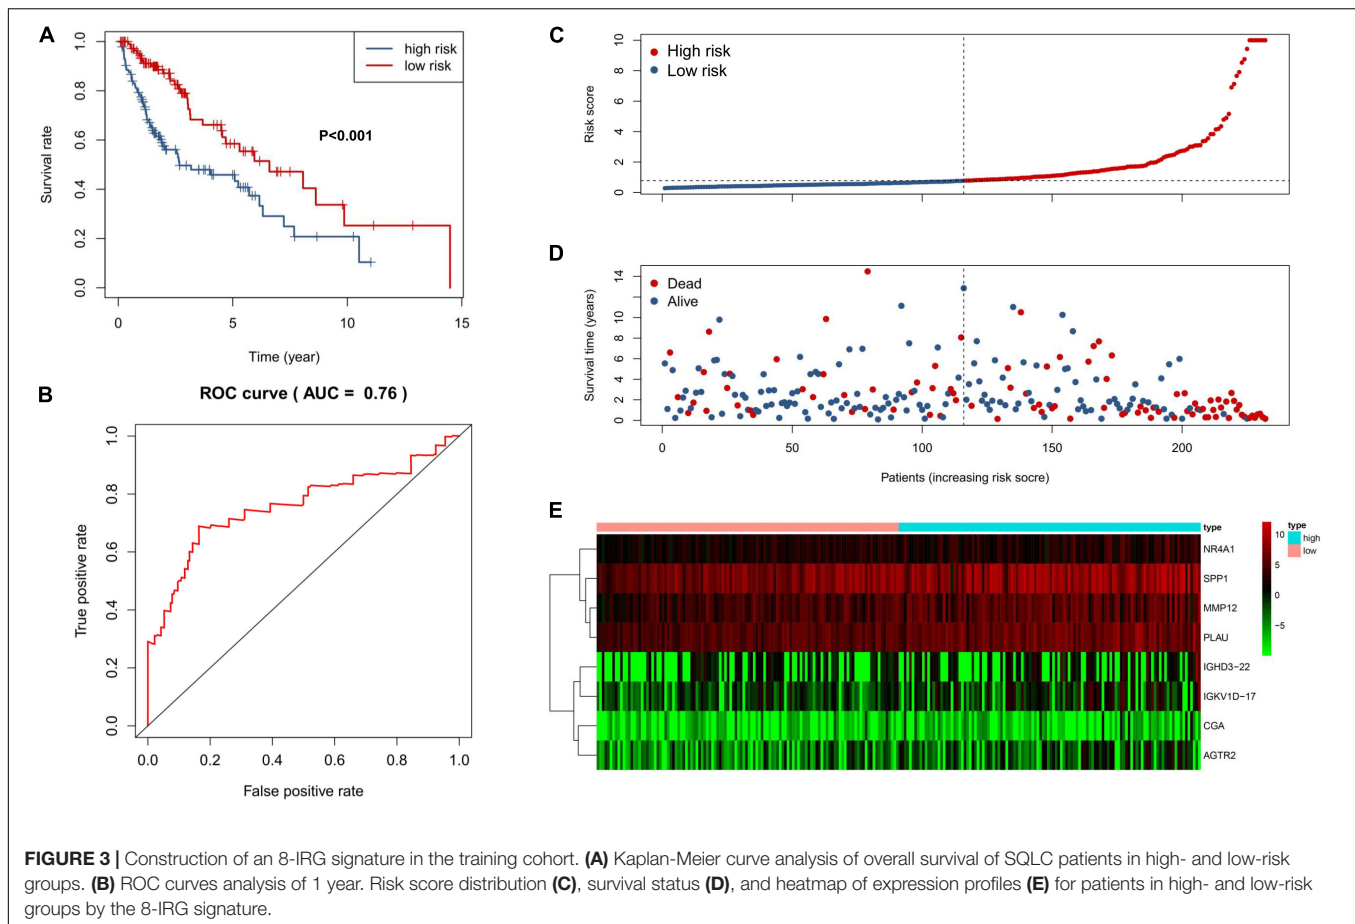 A
high risk
low risk
P<0.001
Survival rate
0.0
0.2
0.4
0.6
0.8
1.0
0
5
10
15
Time (year)
B
ROC curve ( AUC = 0.76 )
True positive rate
0.0
0.2
0.4
0.6
0.8
1.0
0.0
0.2
0.4
0.6
0.8
1.0
False positive rate
C
High risk
Low risk
Risk score
0
2
4
6
8
10
0
50
100
150
200
D
Dead
Alive
Survival time (years)
0
2
4
6
8
10
14
0
50
100
150
200
Patients (increasing risk socre)
E
type
NR4A1
SPP1
MMP12
PLAU
IGHD3−22
IGKV1D−17
CGA
AGTR2
10
5
0
−5
type
high
low
FIGURE 3 | Construction of an 8-IRG signature in the training cohort. (A) Kaplan-Meier curve analysis of overall survival of SQLC patients in high- and low-risk
groups. (B) ROC curves analysis of 1 year. Risk score distribution (C), survival status (D), and heatmap of expression profiles (E) for patients in high- and low-risk
groups by the 8-IRG signature.